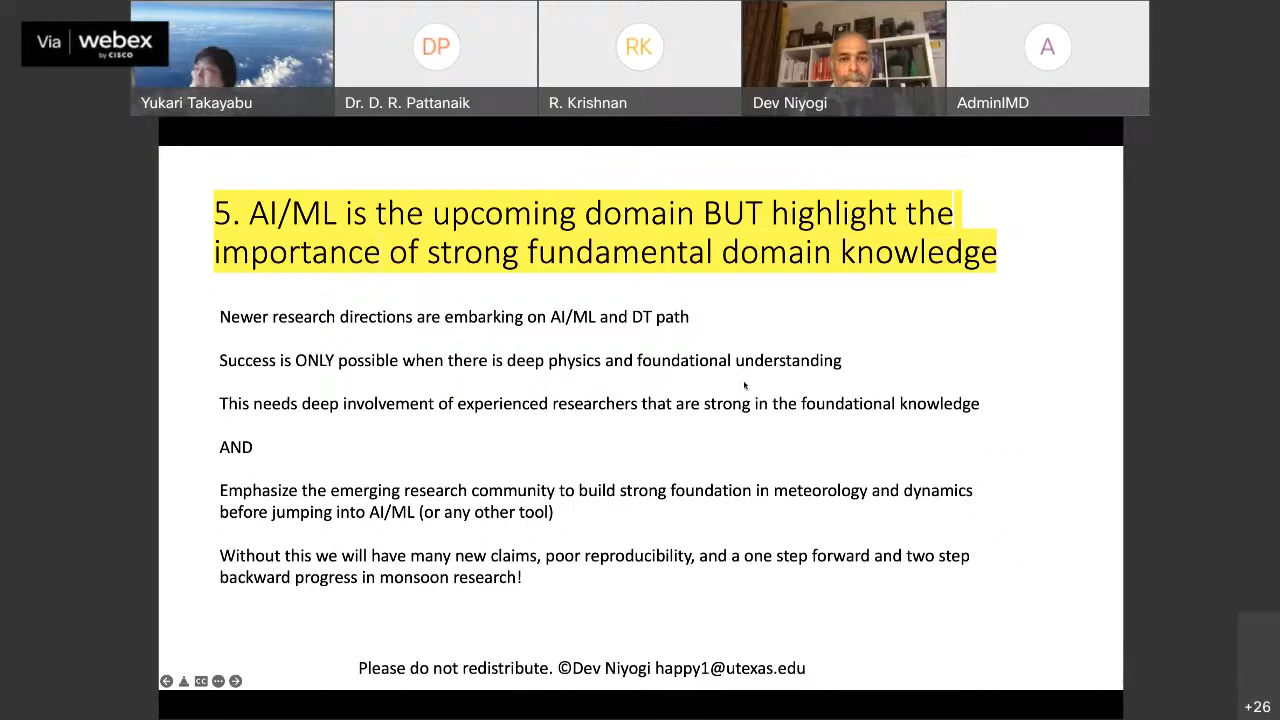 Via webex
by CISCO
DP
RK
A
Yukari Takayabu
Dr. D. R. Pattanaik
R. Krishnan
Dev Niyogi
AdminIMD
5. AI/ML is the upcoming domain BUT highlight the
importance of strong fundamental domain knowledge
Newer research directions are embarking on AI/ML and DT path
Success is ONLY possible when there is deep physics and foundational understanding
This needs deep involvement of experienced researchers that are strong in the foundational knowledge
AND
Emphasize the emerging research community to build strong foundation in meteorology and dynamics
before jumping into AI/ML (or any other tool)
Without this we will have many new claims, poor reproducibility, and a one step forward and two step
backward progress in monsoon research!
Please do not redistribute. ©Dev Niyogi happy1@utexas.edu
CC
+26